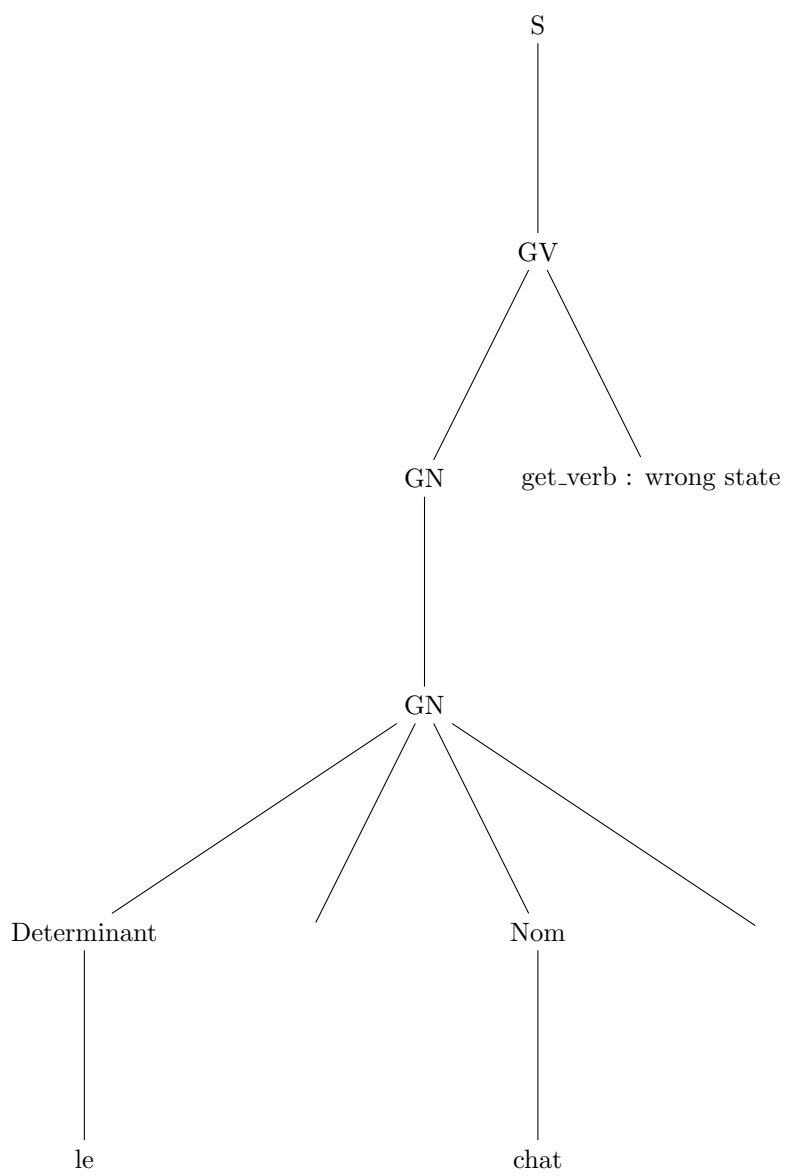 S
GV
GN
get_verb : wrong state
GN
Determinant
Nom
le
chat